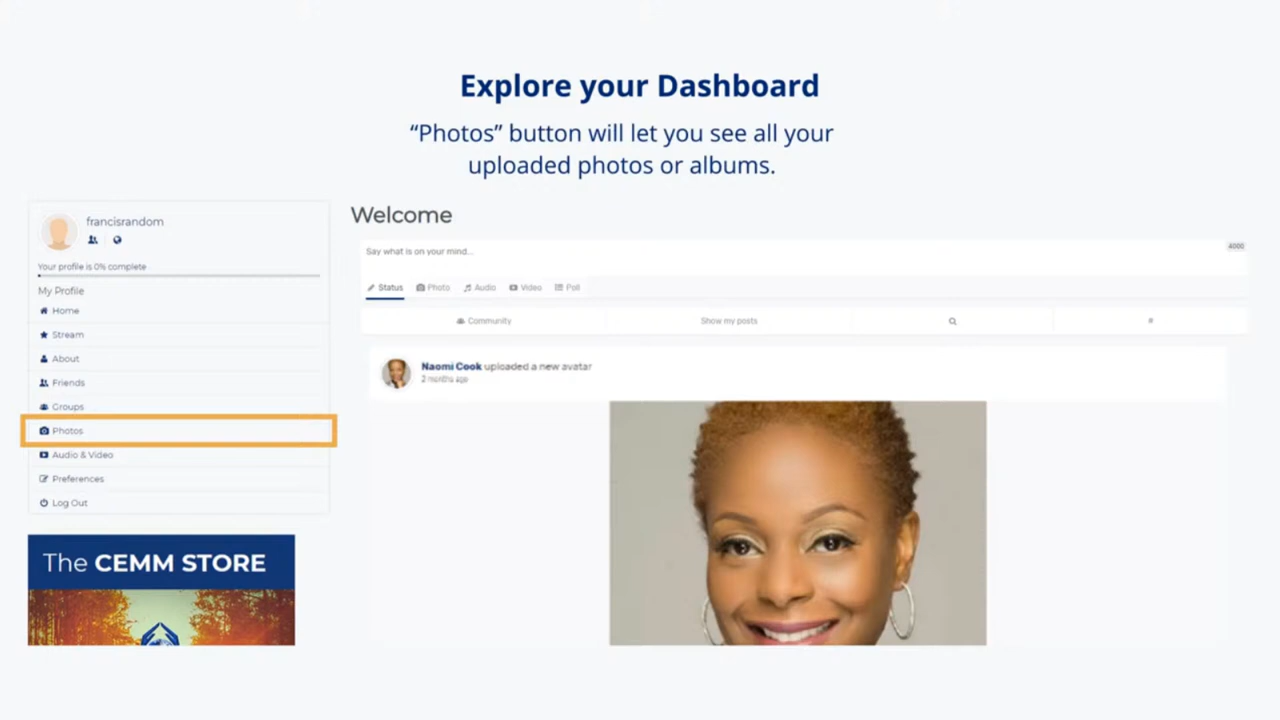 Explore your Dashboard
“Photos” button will let you see all your
uploaded photos or albums.
francisrandom
Your profile is 0% complete
My Profile
Home
Stream
About
Friends
Groups
Photos
Audio & Video
Preferences
Log Out
The CEMM STORE
Welcome
Say what is on your mind...
4000
Status Photo Audio Video Poll
Community Show my posts
Naomi Cook uploaded a new avatar
2 months ago